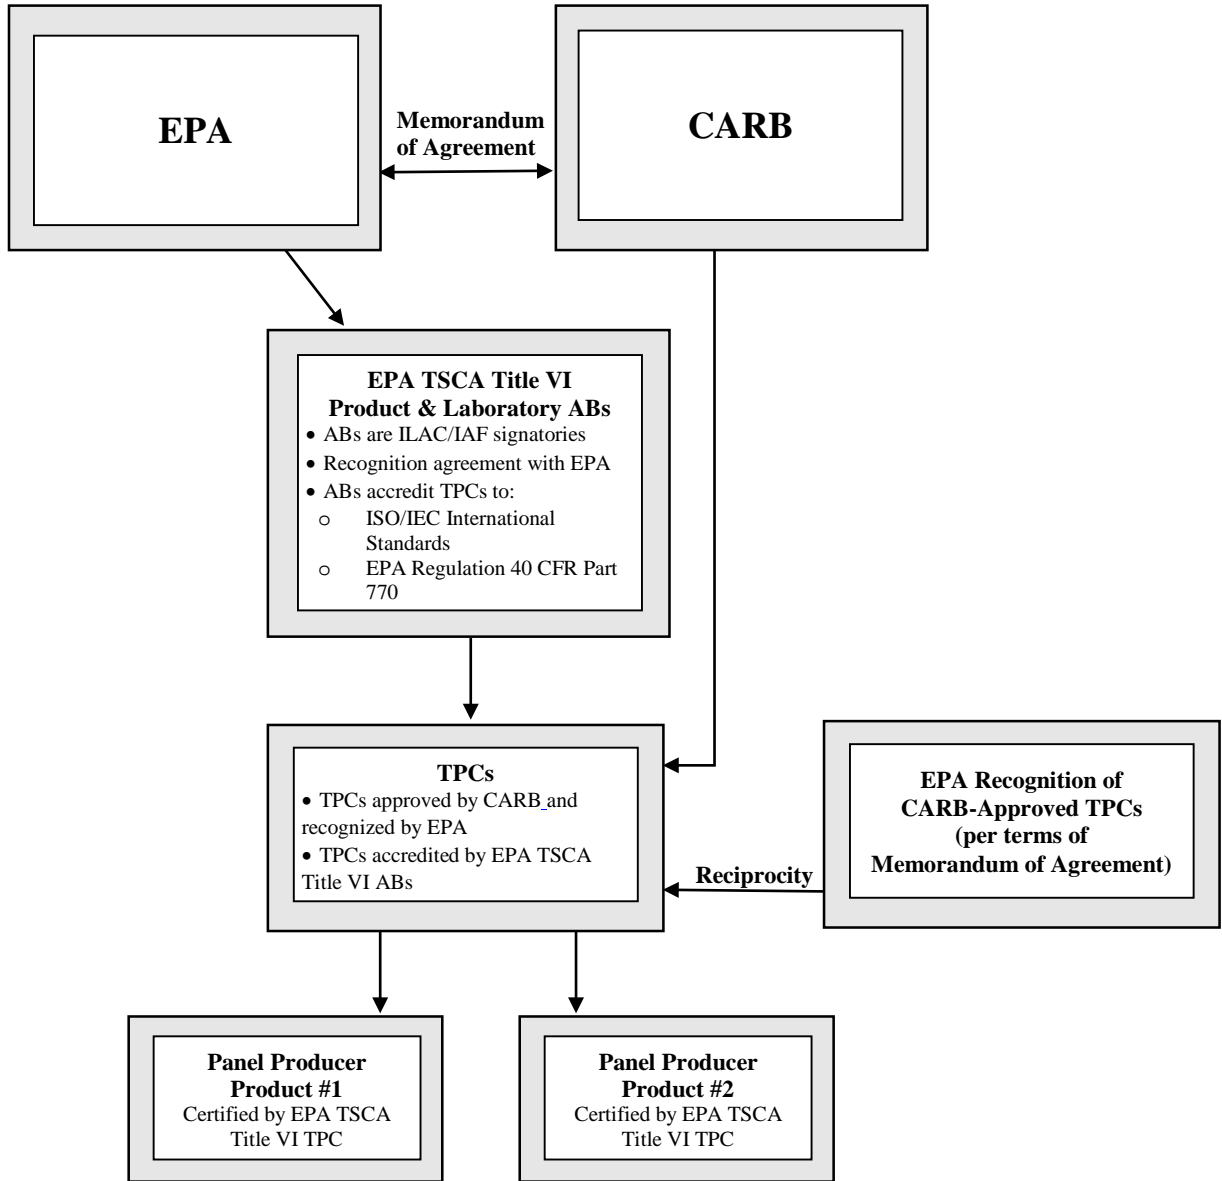 EPA
Memorandum
of Agreement
CARB
EPA TSCA Title VI
Product & Laboratory ABs
• ABs are ILAC/IAF signatories
• Recognition agreement with EPA
• ABs accredit TPCs to:
o ISO/IEC International
Standards
o EPA Regulation 40 CFR Part
770
TPCs
• TPCs approved by CARB and
recognized by EPA
• TPCs accredited by EPA TSCA
Title VI ABs
Reciprocity
EPA Recognition of
CARB-Approved TPCs
(per terms of
Memorandum of Agreement)
Panel Producer
Product #1
Certified by EPA TSCA
Title VI TPC
Panel Producer
Product #2
Certified by EPA TSCA
Title VI TPC